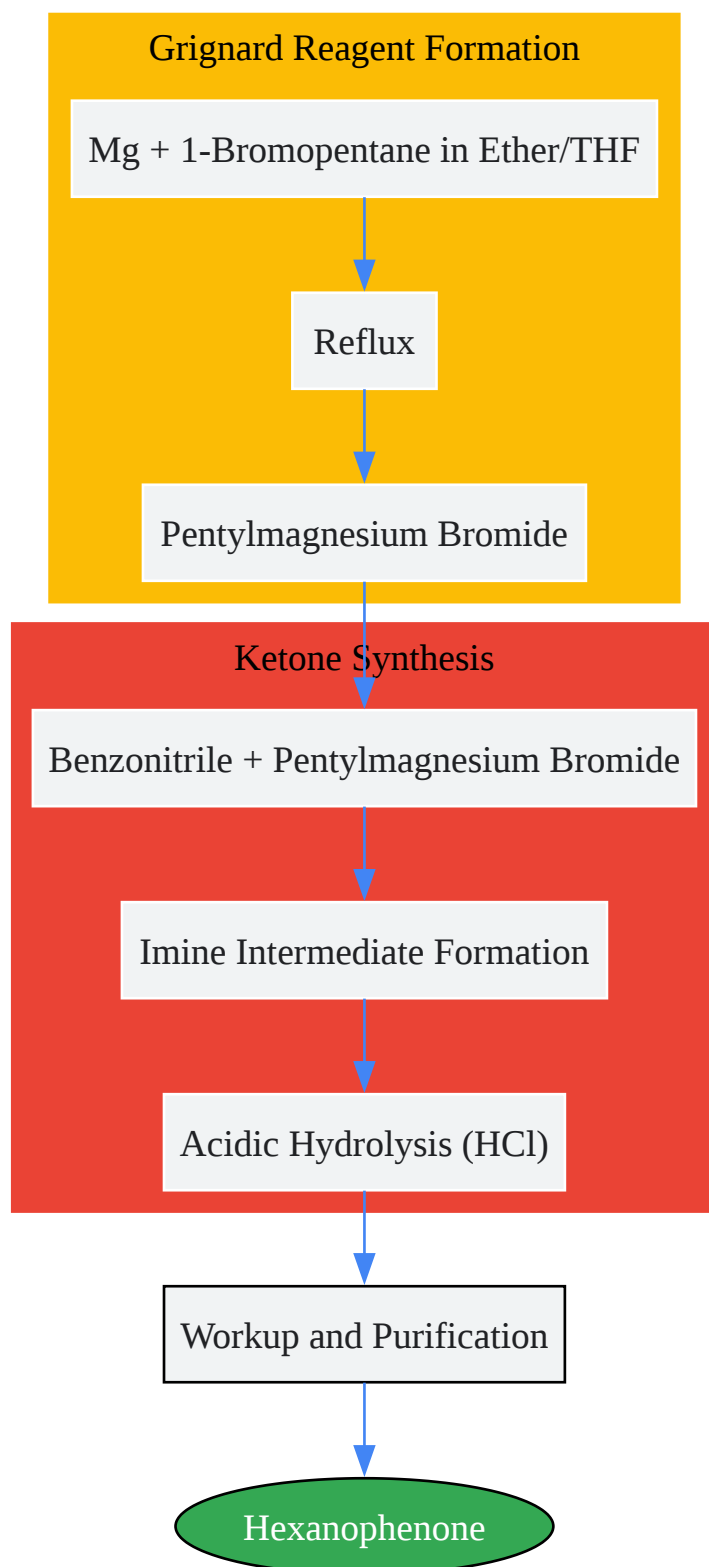 Grignard Reagent Formation
Mg + 1-Bromopentane in Ether/THF
Reflux
Pentylmagnesium Bromide
Ketone Synthesis
Benzonitrile + Pentylmagnesium Bromide
Imine Intermediate Formation
Acidic Hydrolysis (HCl)
Workup and Purification
Hexanophenone